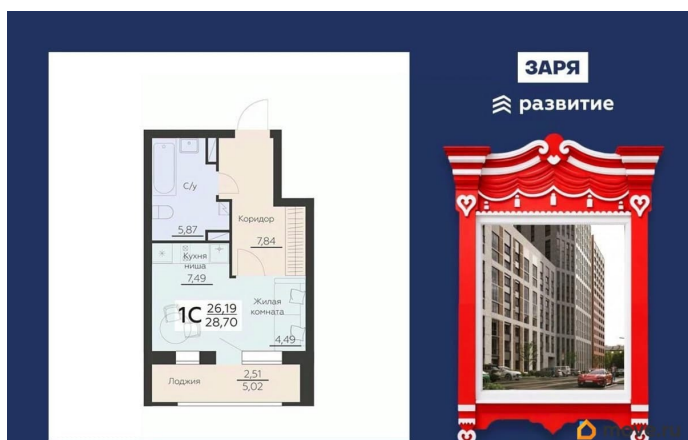 ЗАРЯ
развитие
С/у
5,87
Коридор
7,84
Кухня
ниша
7,49
1С 26,19
28,70
Жилая
комната
4,49
Лоджия
2,51
5,02